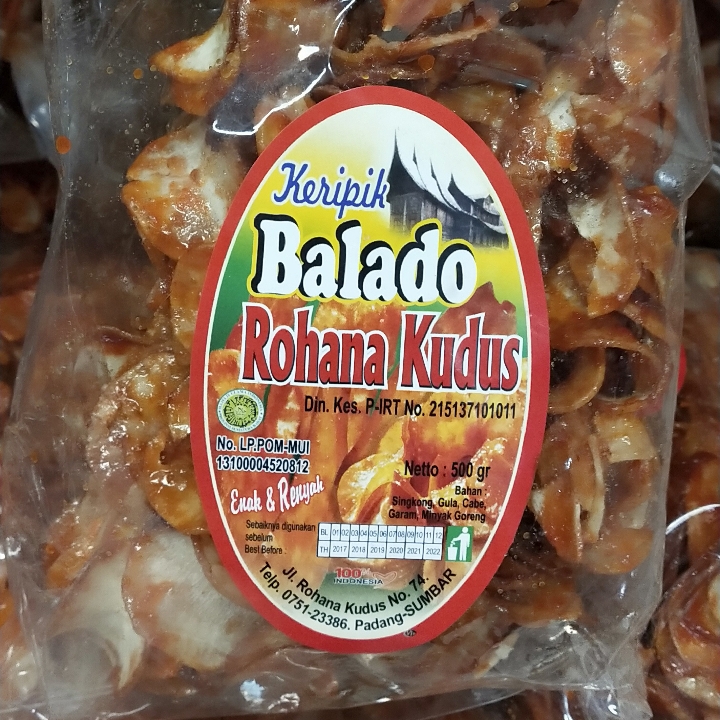 Keripik
Balado
Rohana Kudus
Din. Kes. P-IRT No. 215137101011
No. LP.POM-MUI
13100004520812
Netto : 500 gr
Enak & Renyah
Bahan :
Singkong, Gula, Cabe,
Garam, Minyak Goreng
Sebaiknya digunakan
sebelum
Best Before :
BL 01 02 03 04 05 06 07 08 09 10 11 12
TH 2017 2018 2019 2020 2021 2022
100%
INDONESIA
Jl. Rohana Kudus No. 74.
Telp. 0751-23386. Padang-SUMBAR